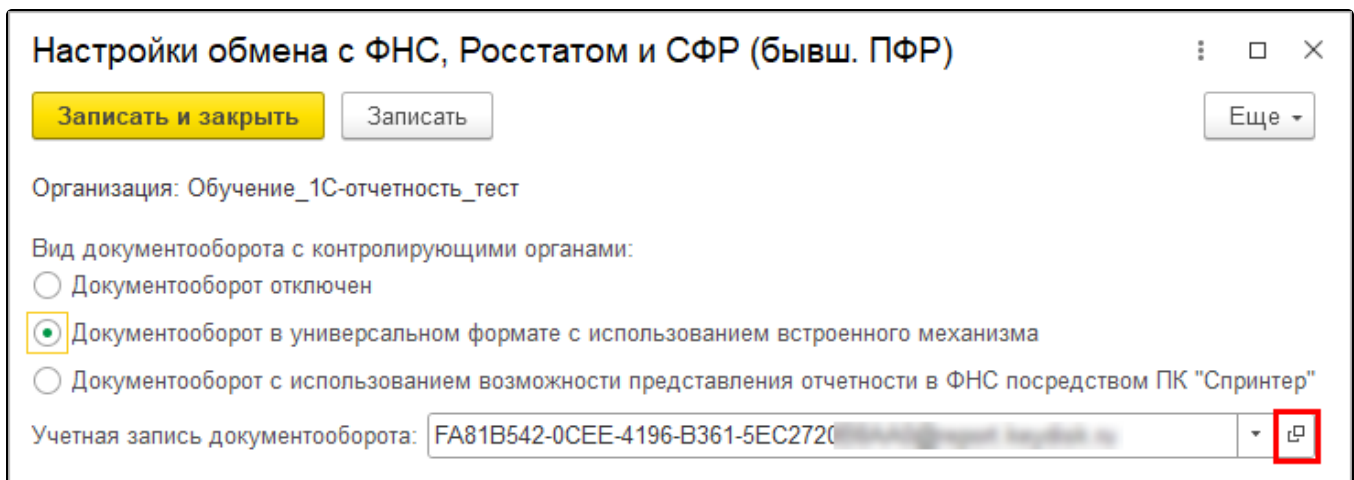 Настройки обмена с ФНС, Росстатом и СФР (бывш. ПФР)
Записать и закрыть Записать Еще
Организация: Обучение_1С-отчетность_тест
Вид документооборота с контролирующими органами:
Документооборот отключен
Документооборот в универсальном формате с использованием встроенного механизма
Документооборот с использованием возможности представления отчетности в ФНС посредством ПК "Спринтер"
Учетная запись документооборота: FA81B542-0CEE-4196-B361-5EC2720